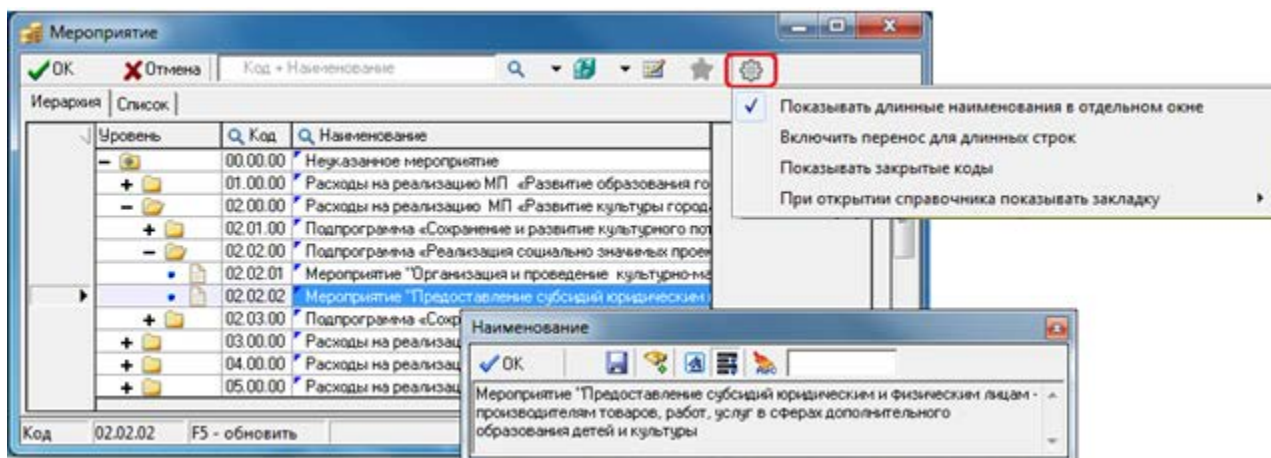 Мероприятие
OK Отмена Код + Наименование
Иерархия Список
Показывать длинные наименования в отдельном окне
Включить перенос для длинных строк
Показывать закрытые коды
При открытии справочника показывать закладку
Уровень Код Наименование
00.00.00 Неуказанное мероприятие
01.00.00 Расходы на реализацию МП «Развитие образования го
02.00.00 Расходы на реализацию МП «Развитие культуры город
02.01.00 Подпрограмма «Сохранение и развитие культурного пот
02.02.00 Подпрограмма «Реализация социально значимых проек
02.02.01 Мероприятие "Организация и проведение культурно-ма
02.02.02 Мероприятие "Предоставление субсидий юридическим
02.03.00 Подпрограмма «Сохр
03.00.00 Расходы на реализац
04.00.00 Расходы на реализац
05.00.00 Расходы на реализац
Код 02.02.02 F5 - обновить
Наименование
OK
Мероприятие "Предоставление субсидий юридическим и физическим лицам -
производителям товаров, работ, услуг в сферах дополнительного
образования детей и культуры